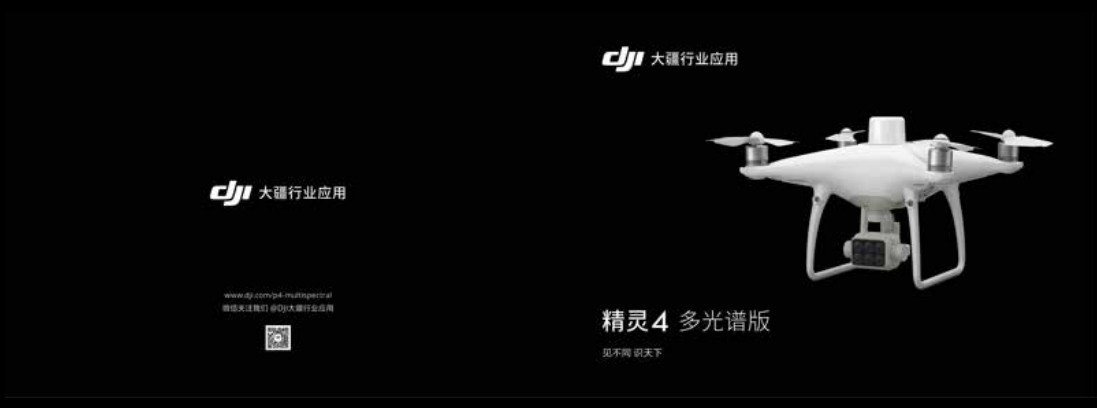 dji 大疆行业应用
www.dji.com/p4-multispectral
微信关注我们 @DJI大疆行业应用
dji 大疆行业应用
精灵4 多光谱版
见不同 识天下